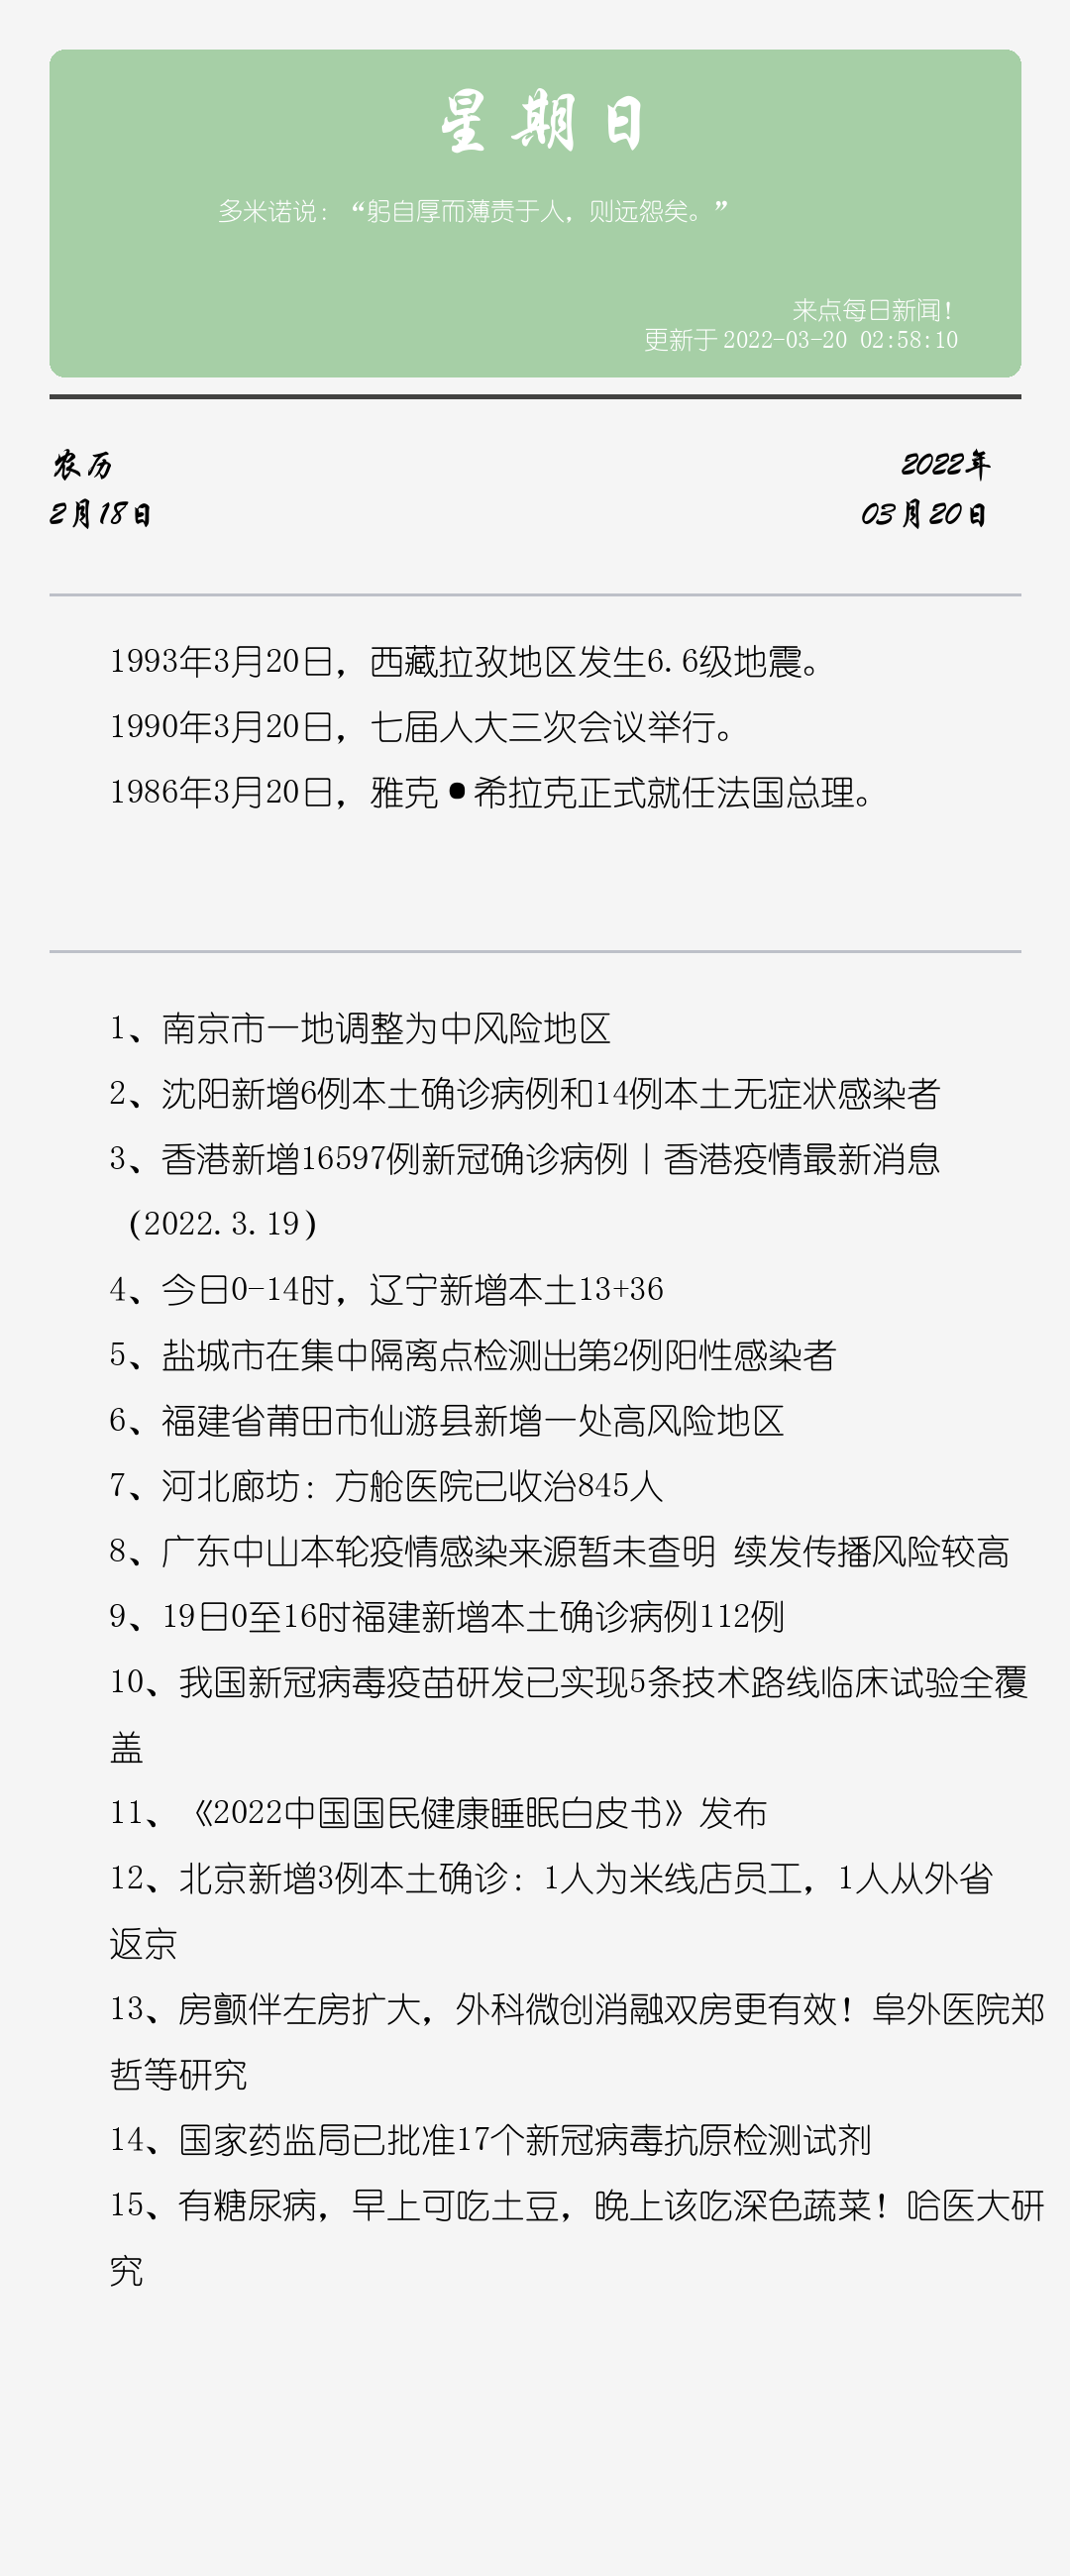 星期日
多米诺说：“躬自厚而薄责于人，则远怨矣。”
来点每日新闻！
更新于 2022-03-20 02:58:10
农历
2022年
2月18日
03月20日
1993年3月20日，西藏拉孜地区发生6.6级地震。
1990年3月20日，七届人大三次会议举行。
1986年3月20日，雅克•希拉克正式就任法国总理。
1、南京市一地调整为中风险地区
2、沈阳新增6例本土确诊病例和14例本土无症状感染者
3、香港新增16597例新冠确诊病例丨香港疫情最新消息
（2022.3.19）
4、今日0-14时，辽宁新增本土13+36
5、盐城市在集中隔离点检测出第2例阳性感染者
6、福建省莆田市仙游县新增一处高风险地区
7、河北廊坊：方舱医院已收治845人
8、广东中山本轮疫情感染来源暂未查明 续发传播风险较高
9、19日0至16时福建新增本土确诊病例112例
10、我国新冠病毒疫苗研发已实现5条技术路线临床试验全覆
盖
11、《2022中国国民健康睡眠白皮书》发布
12、北京新增3例本土确诊：1人为米线店员工，1人从外省
返京
13、房颤伴左房扩大，外科微创消融双房更有效！阜外医院郑
哲等研究
14、国家药监局已批准17个新冠病毒抗原检测试剂
15、有糖尿病，早上可吃土豆，晚上该吃深色蔬菜！哈医大研
究